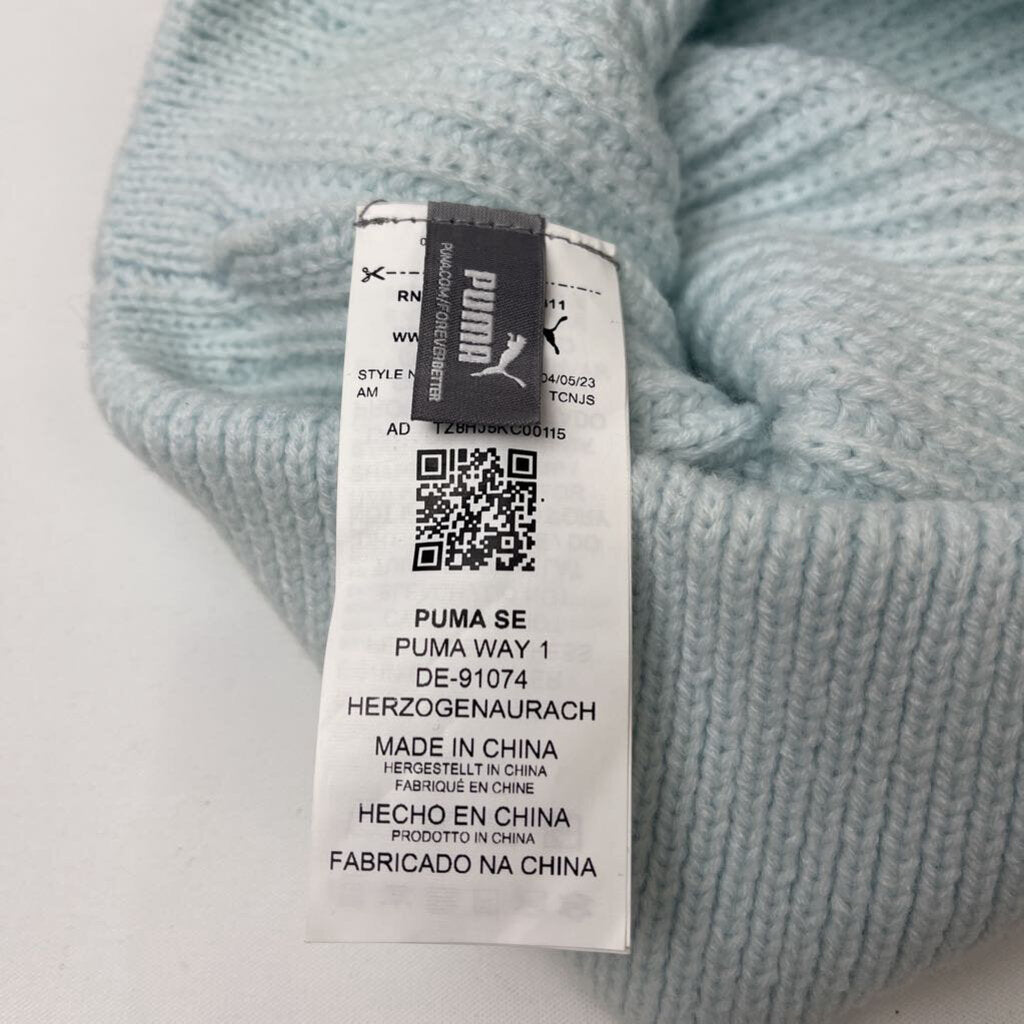 PUMA
PUMA.COM/FOREVERBETTER
RN
WW
STYLE N 04/05/23
AM TCNJS
AD TZ8HJ5KC00115
PUMA SE
PUMA WAY 1
DE-91074
HERZOGENAURACH
MADE IN CHINA
HERGESTELLT IN CHINA
FABRIQUÉ EN CHINE
HECHO EN CHINA
PRODOTTO IN CHINA
FABRICADO NA CHINA